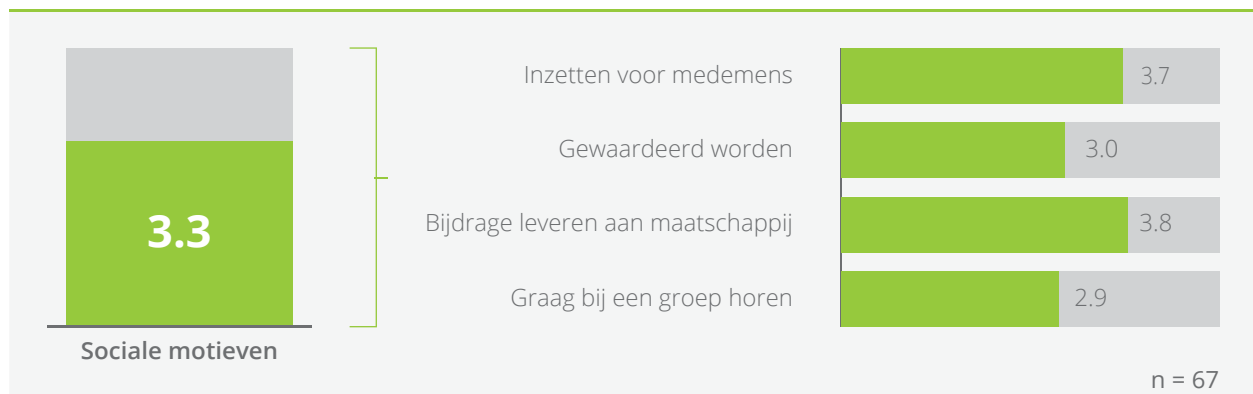 3.3
Sociale motieven
Inzetten voor medemens 3.7
Gewaardeerd worden 3.0
Bijdrage leveren aan maatschappij 3.8
Graag bij een groep horen 2.9
n = 67